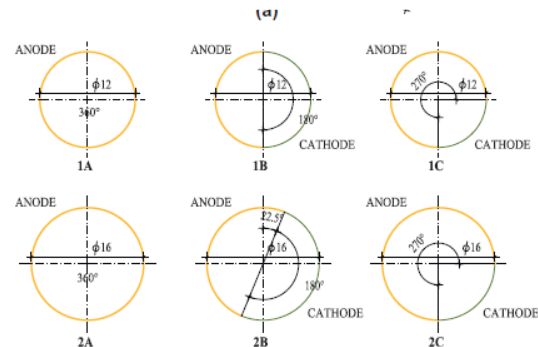 (a)
ANODE
ϕ12
360°
1A
ANODE
ϕ12
180°
CATHODE
1B
ANODE
270°
ϕ12
CATHODE
1C
ANODE
ϕ16
360°
2A
ANODE
22.5°
ϕ16
180°
CATHODE
2B
ANODE
270°
ϕ16
CATHODE
2C